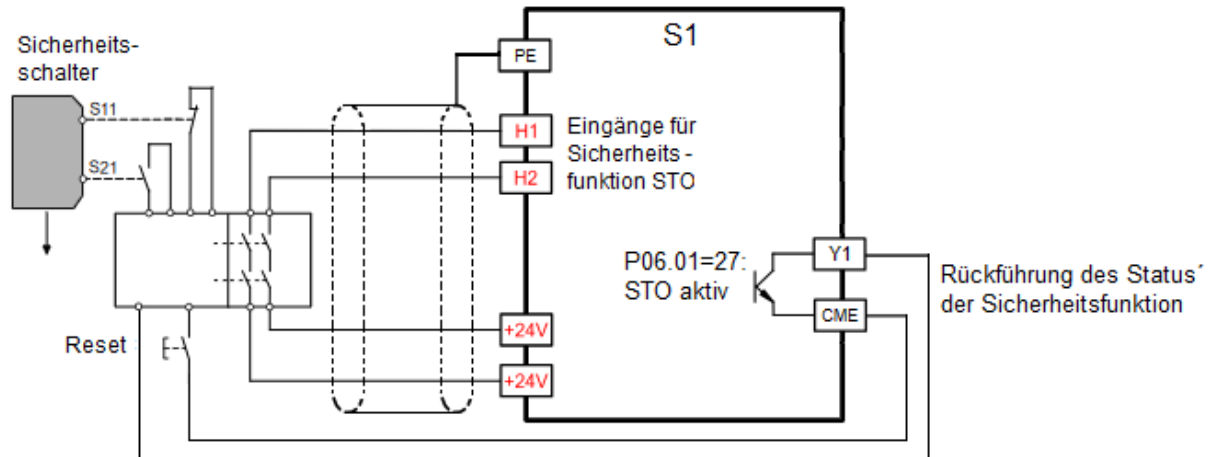 S1
Sicherheits-
schalter
PE
S11
H1
Eingänge für
Sicherheits -
funktion STO
H2
S21
P06.01=27:
STO aktiv
Y1
CME
Rückführung des Status´
der Sicherheitsfunktion
+24V
Reset
+24V